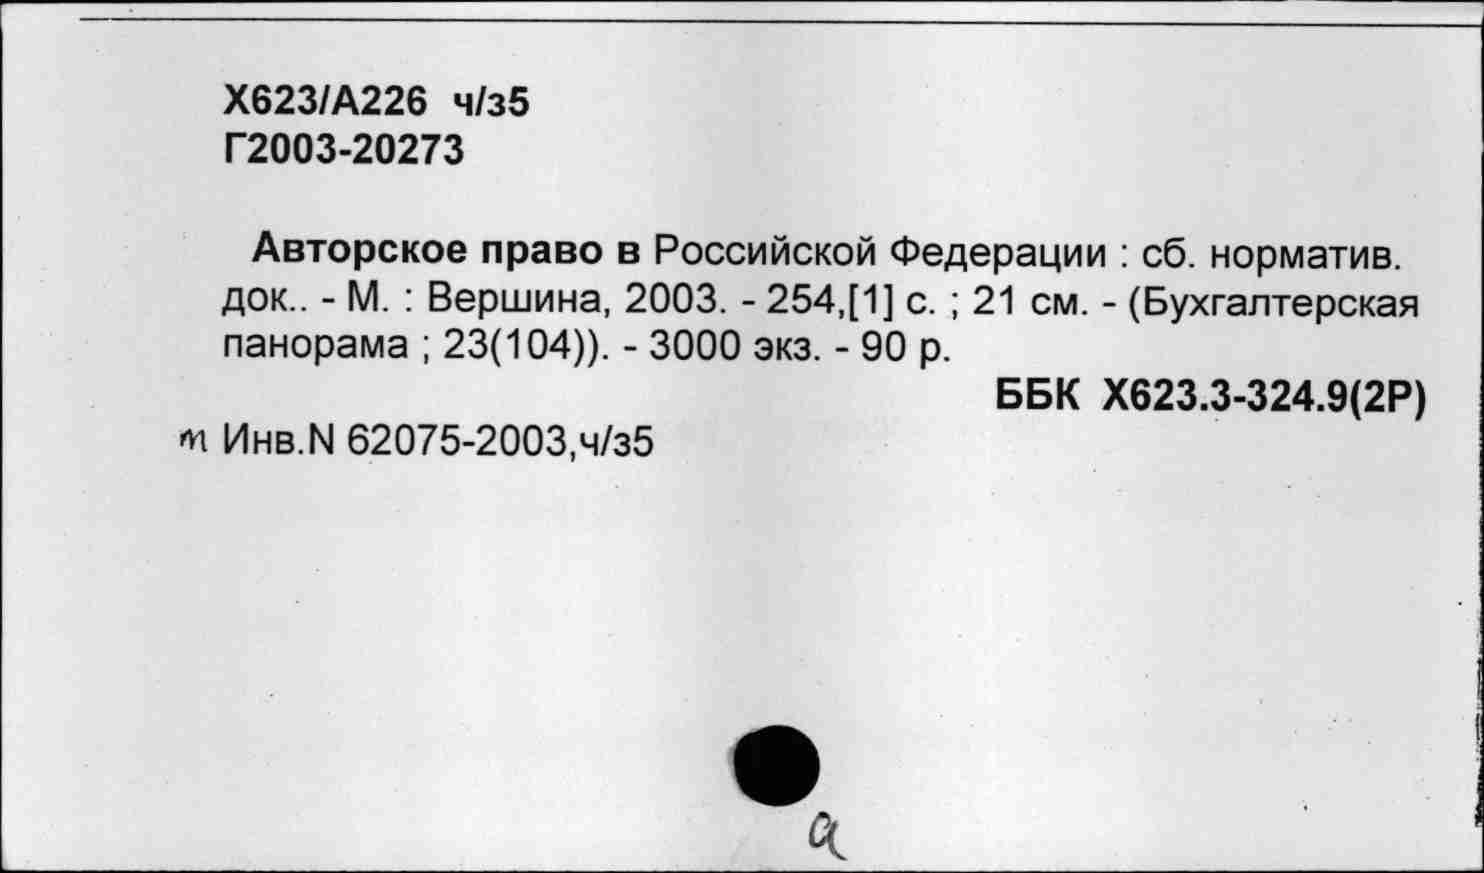 Х623/А226 ч/з5
Г2003-20273
Авторское право в Российской Федерации : сб. норматив.
док.. - М. : Вершина, 2003. - 254,[1] с. ; 21 см. - (Бухгалтерская
панорама ; 23(104)). - 3000 экз. - 90 р.
ББК Х623.3-324.9(2Р)
т Инв.N 62075-2003,ч/з5
а